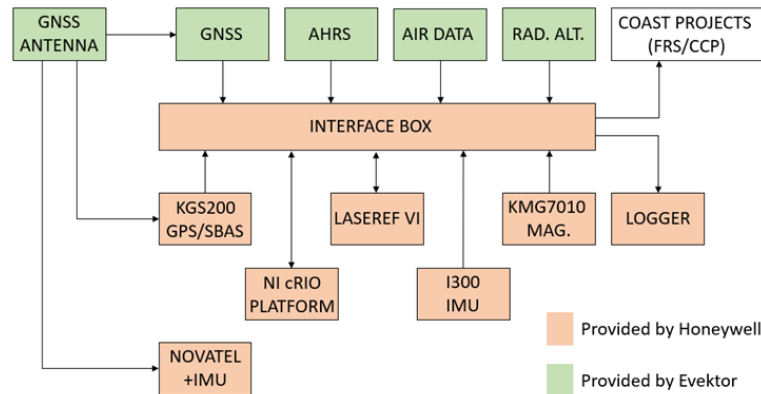 GNSS
ANTENNA
GNSS
AHRS
AIR DATA
RAD. ALT.
COAST PROJECTS
(FRS/CCP)
INTERFACE BOX
KGS200
GPS/SBAS
LASEREF VI
KMG7010
MAG.
LOGGER
NI cRIO
PLATFORM
I300
IMU
Provided by Honeywell
NOVATEL
+IMU
Provided by Evektor